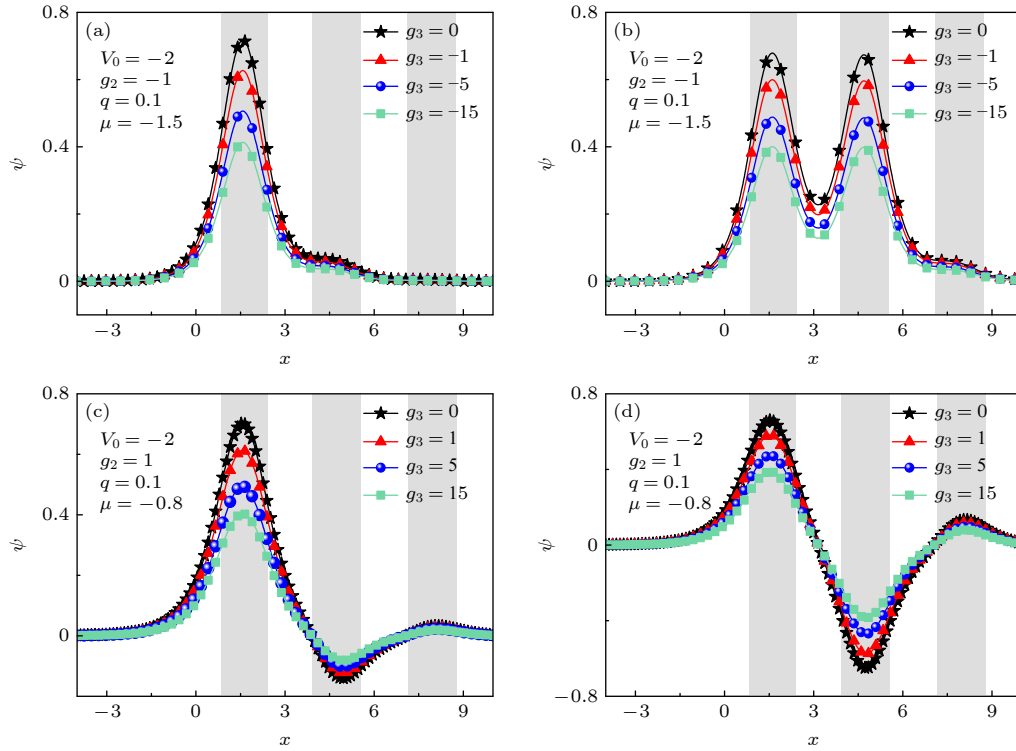 (a)
V₀ = −2
g₂ = −1
q = 0.1
μ = −1.5
g₃ = 0
g₃ = −1
g₃ = −5
g₃ = −15
0.8
0.4
0
ψ
−3
0
3
6
9
x
(b)
V₀ = −2
g₂ = −1
q = 0.1
μ = −1.5
g₃ = 0
g₃ = −1
g₃ = −5
g₃ = −15
0.8
0.4
0
ψ
−3
0
3
6
9
x
(c)
V₀ = −2
g₂ = 1
q = 0.1
μ = −0.8
g₃ = 0
g₃ = 1
g₃ = 5
g₃ = 15
0.8
0.4
0
ψ
−3
0
3
6
9
x
(d)
V₀ = −2
g₂ = 1
q = 0.1
μ = −0.8
g₃ = 0
g₃ = 1
g₃ = 5
g₃ = 15
0.8
0
−0.8
ψ
−3
0
3
6
9
x